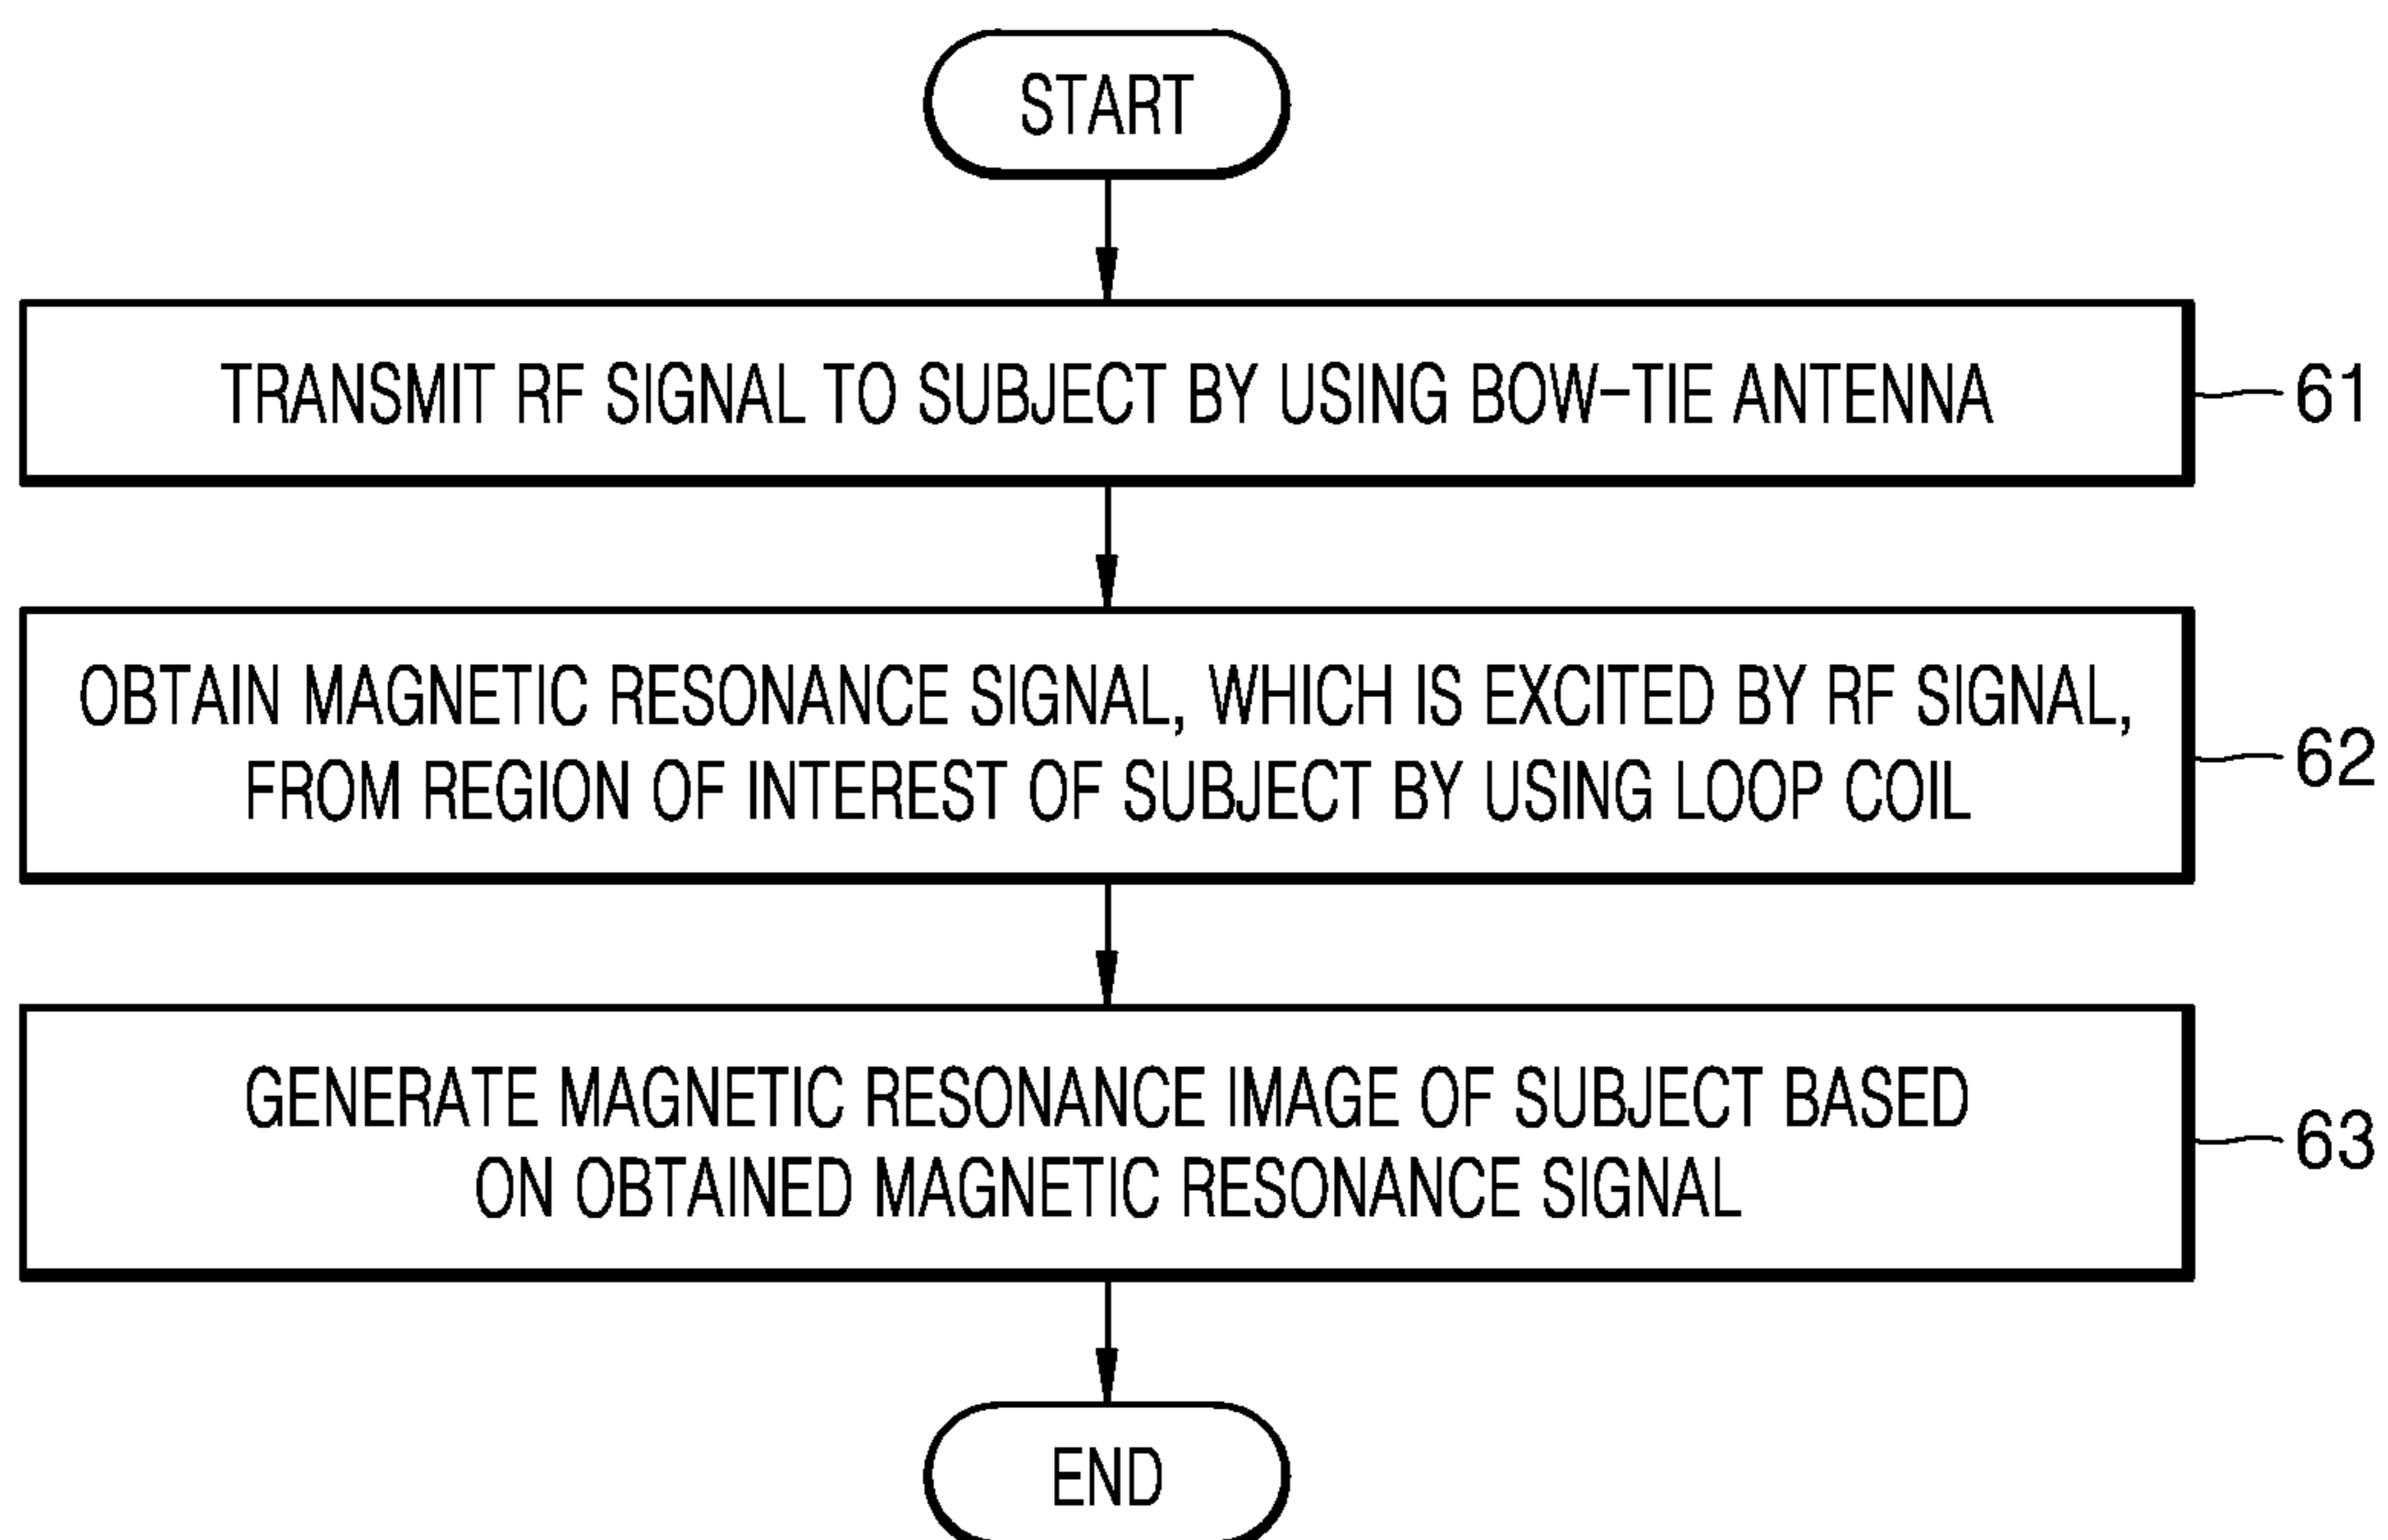 START
TRANSMIT RF SIGNAL TO SUBJECT BY USING BOW-TIE ANTENNA
61
OBTAIN MAGNETIC RESONANCE SIGNAL, WHICH IS EXCITED BY RF SIGNAL,
FROM REGION OF INTEREST OF SUBJECT BY USING LOOP COIL
62
GENERATE MAGNETIC RESONANCE IMAGE OF SUBJECT BASED
ON OBTAINED MAGNETIC RESONANCE SIGNAL
63
END